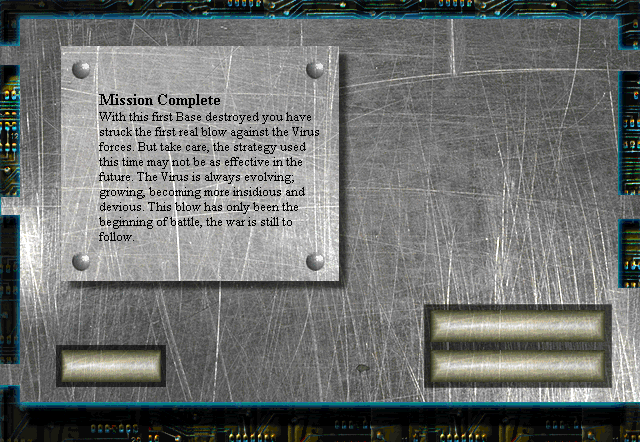 Mission Complete
With this first Base destroyed you have
struck the first real blow against the Virus
forces. But take care, the strategy used
this time may not be as effective in the
future. The Virus is always evolving;
growing, becoming more insidious and
devious. This blow has only been the
beginning of battle, the war is still to
follow.